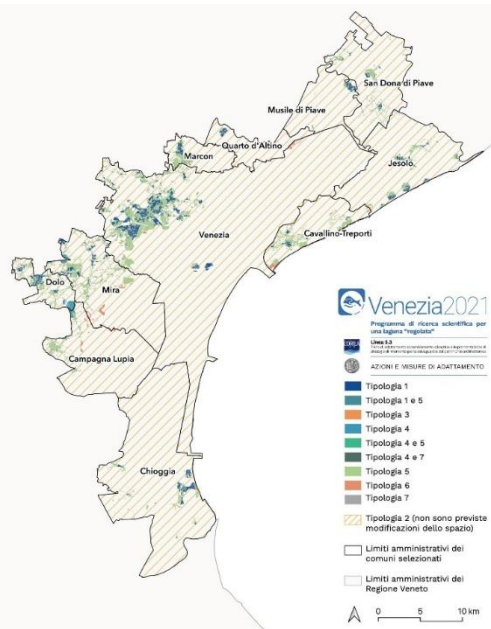 San Donà di Piave
Musile di Piave
Quarto d'Altino
Marcon
Jesolo
Venezia
Cavallino-Treporti
Dolo
Mira
Campagna Lupia
Chioggia
Venezia2021
Programma di ricerca scientifica per
una laguna "regolata"
Linea 5.3
AZIONI E MISURE DI ADATTAMENTO
Tipologia 1
Tipologia 1 e 5
Tipologia 3
Tipologia 4
Tipologia 4 e 5
Tipologia 4 e 7
Tipologia 5
Tipologia 6
Tipologia 7
Tipologia 2 (non sono previste
modificazioni dello spazio)
Limiti amministrativi dei
comuni selezionati
Limiti amministrativi del
Regione Veneto
0 5 10 km